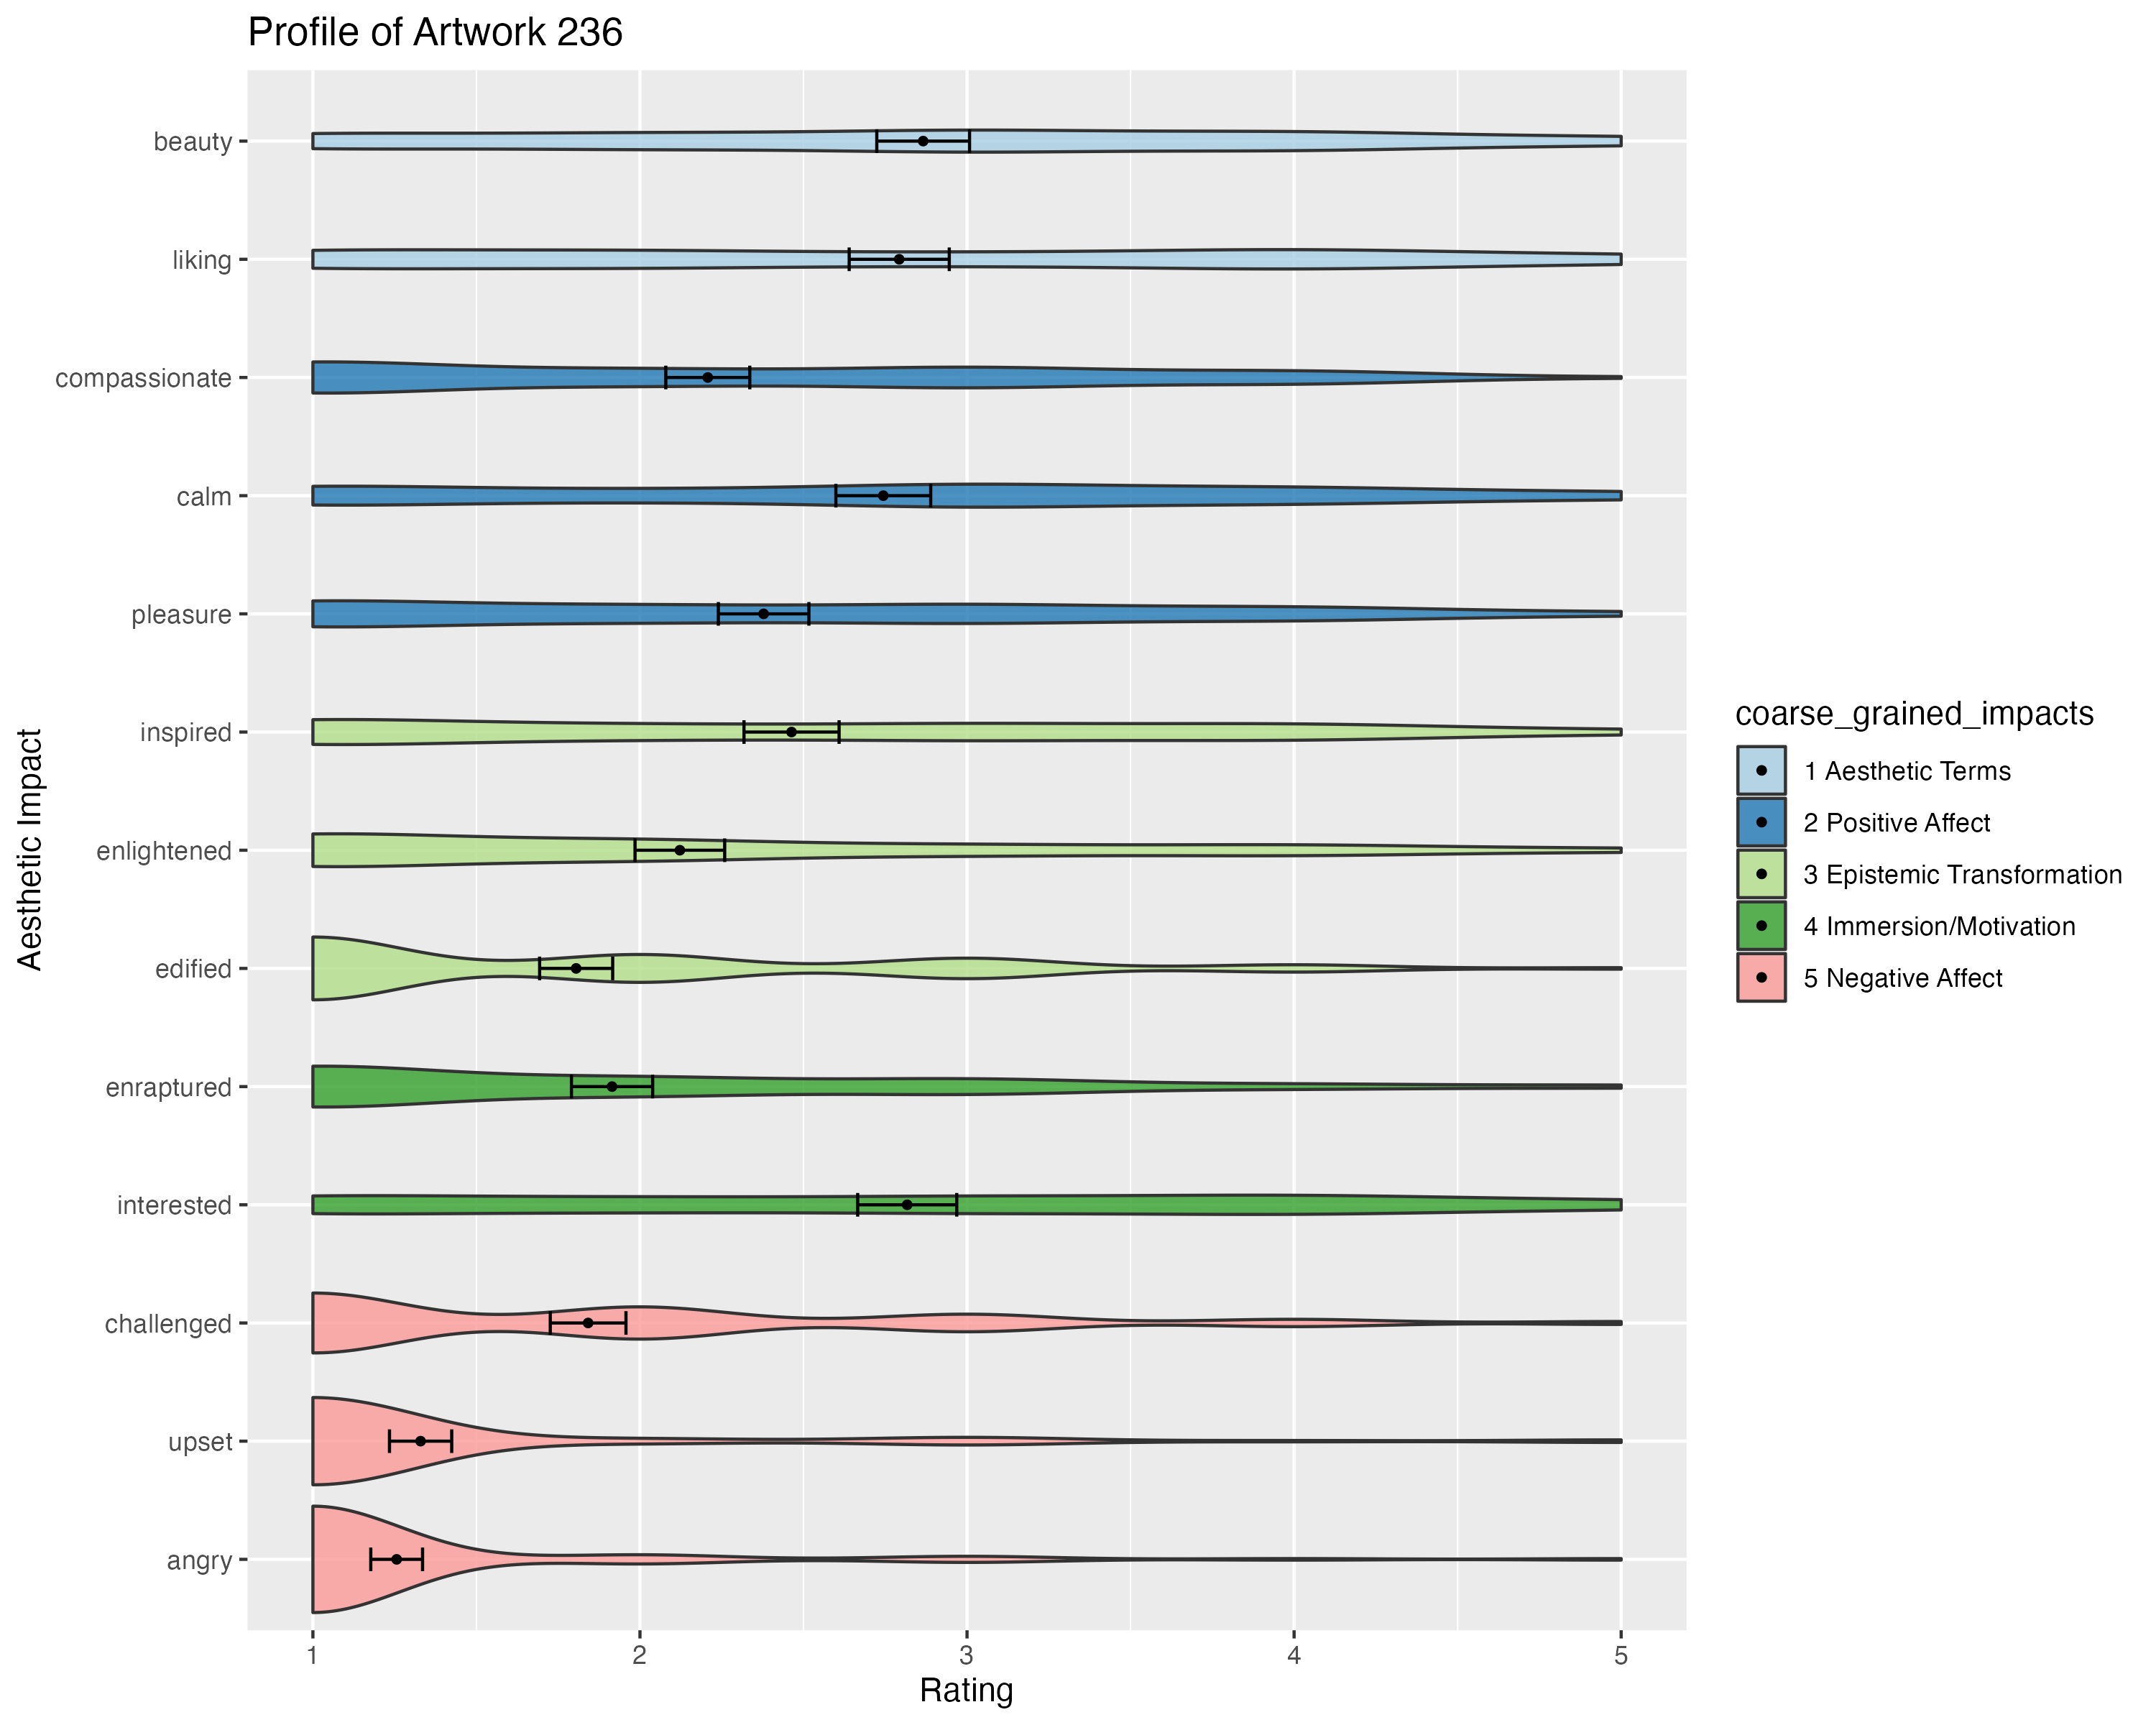 Profile of Artwork 236
Aesthetic Impact
beauty
liking
compassionate
calm
pleasure
inspired
enlightened
edified
enraptured
interested
challenged
upset
angry
1 2 3 4 5
Rating
coarse_grained_impacts
1 Aesthetic Terms
2 Positive Affect
3 Epistemic Transformation
4 Immersion/Motivation
5 Negative Affect